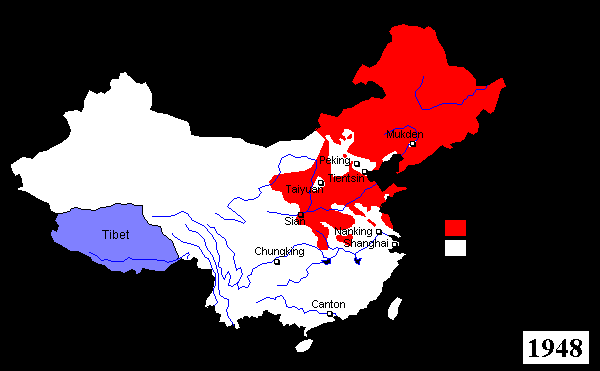 Mukden
Peking
Tientsin
Taiyuan
Sian
Nanking
Shanghai
Tibet
Chungking
Canton
1948